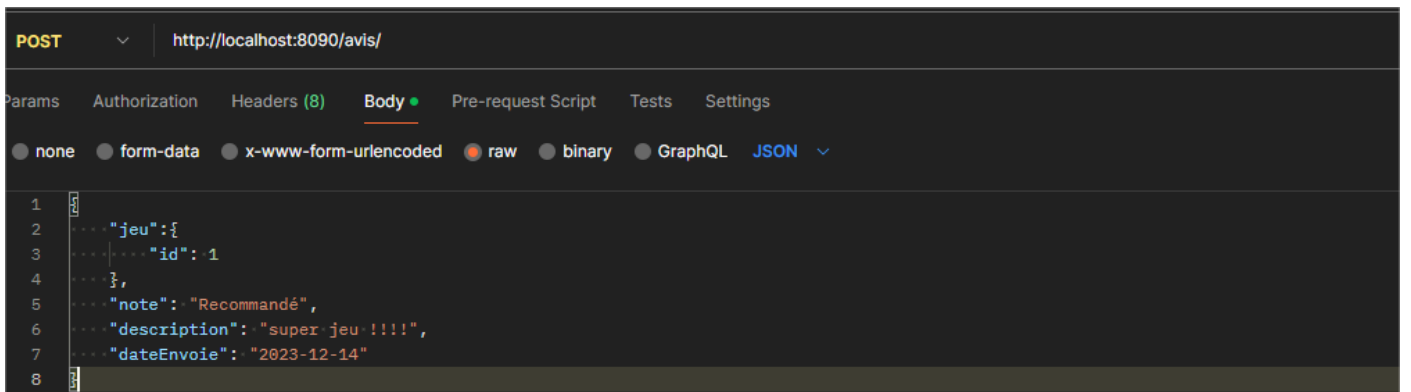 POST http://localhost:8090/avis/
Params Authorization Headers (8) Body Pre-request Script Tests Settings
none form-data x-www-form-urlencoded raw binary GraphQL JSON
1 {
2 "jeu":{
3 "id": 1
4 },
5 "note": "Recommandé",
6 "description": "super jeu !!!!",
7 "dateEnvoie": "2023-12-14"
8 }